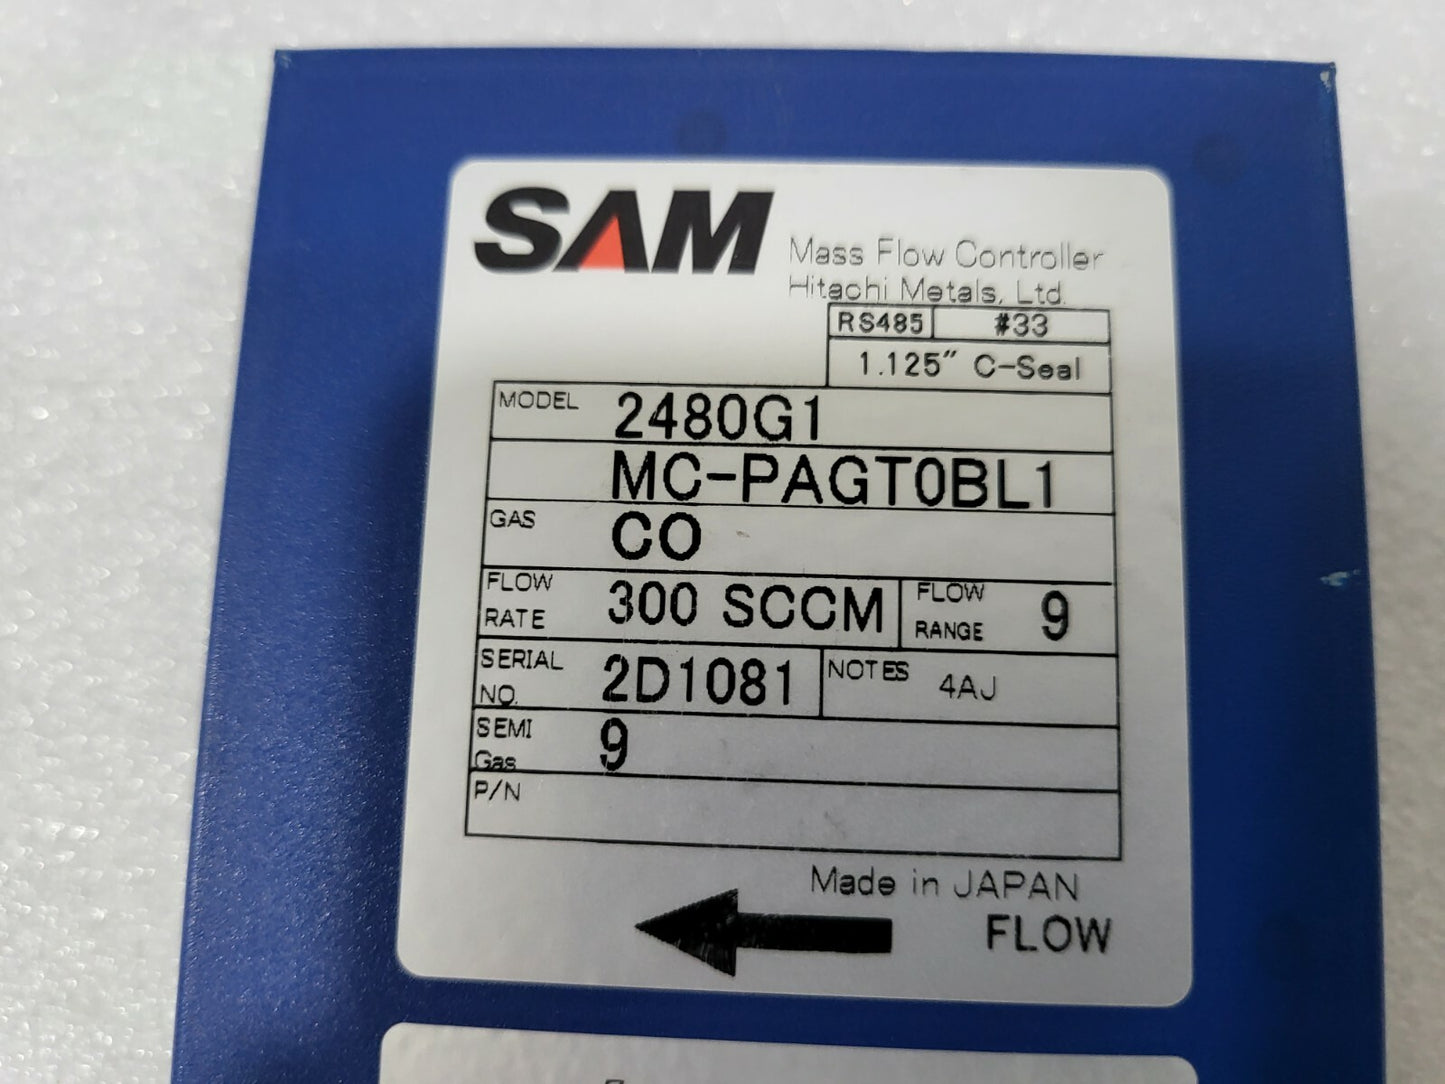 SAM
Mass Flow Controller
Hitachi Metals, Ltd.
RS485 #33
1.125" C-Seal
MODEL 2480G1
MC-PAGT0BL1
GAS CO
FLOW RATE 300 SCCM FLOW RANGE 9
SERIAL NO. 2D1081 NOTES 4AJ
SEMI Gas 9
P/N
Made in JAPAN
FLOW